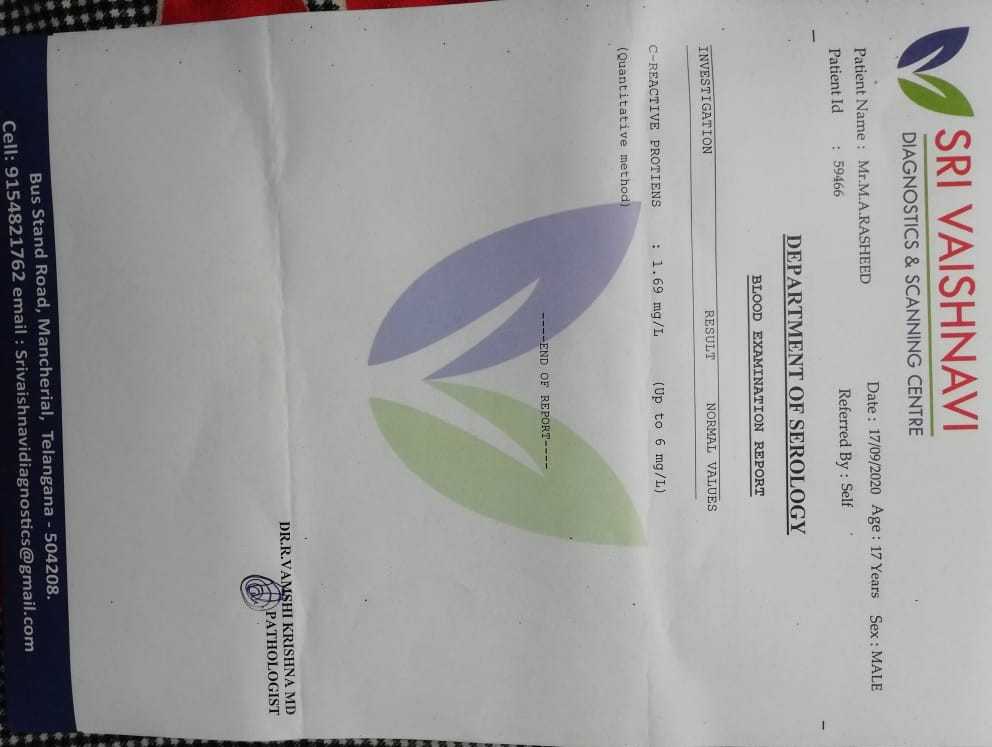 SRI VAISHNAVI
DIAGNOSTICS & SCANNING CENTRE
Patient Name : Mr.M.A.RASHEED Date : 17/09/2020 Age : 17 Years Sex : MALE
Patient Id : 59466 Referred By : Self
DEPARTMENT OF SEROLOGY
BLOOD EXAMINATION REPORT
INVESTIGATION RESULT NORMAL VALUES
C-REACTIVE PROTIENS : 1.69 mg/L (Up to 6 mg/L)
(Quantitative method)
----END OF REPORT----
DR.R.VAMSHI KRISHNA MD
PATHOLOGIST
Bus Stand Road, Mancherial, Telangana - 504208.
Cell: 9154821762 email : Srivaishnavidiagnostics@gmail.com